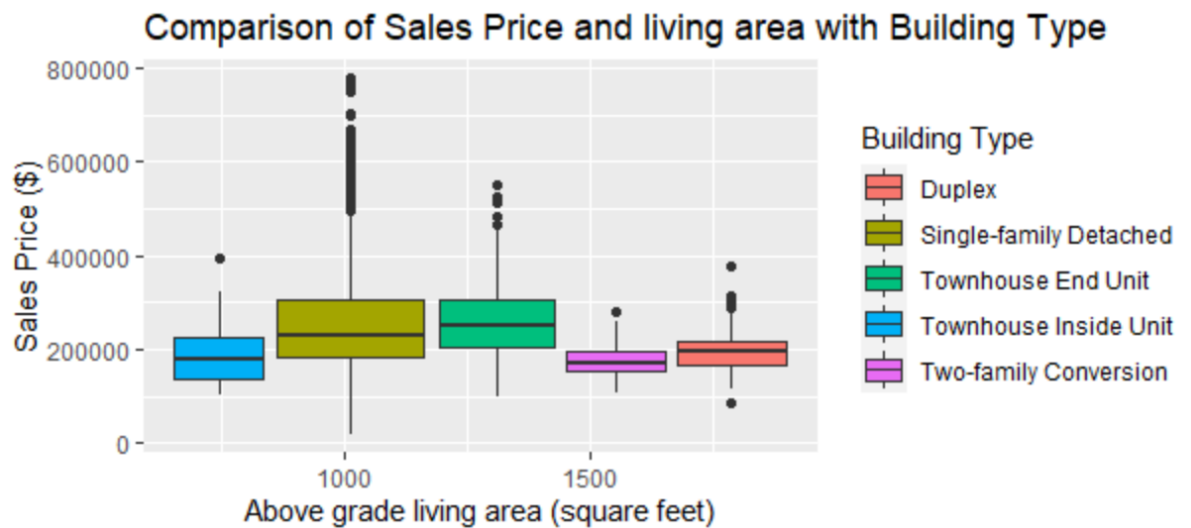 Comparison of Sales Price and living area with Building Type
Sales Price ($)
800000
600000
400000
200000
0
1000 1500
Above grade living area (square feet)
Building Type
Duplex
Single-family Detached
Townhouse End Unit
Townhouse Inside Unit
Two-family Conversion